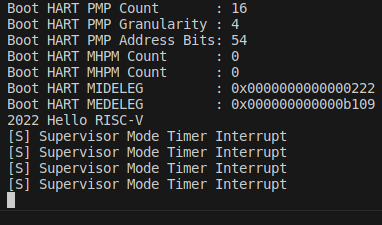 Boot HART PMP Count       : 16
Boot HART PMP Granularity : 4
Boot HART PMP Address Bits: 54
Boot HART MHPM Count      : 0
Boot HART MHPM Count      : 0
Boot HART MIDELEG         : 0x0000000000000222
Boot HART MEDELEG         : 0x000000000000b109
2022 Hello RISC-V
[S] Supervisor Mode Timer Interrupt
[S] Supervisor Mode Timer Interrupt
[S] Supervisor Mode Timer Interrupt
[S] Supervisor Mode Timer Interrupt